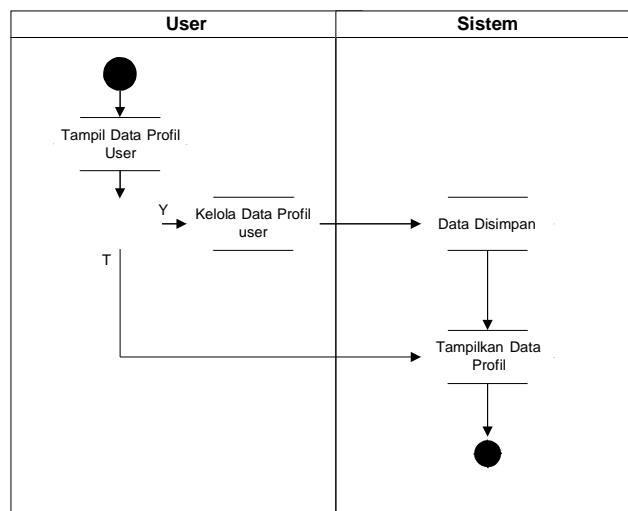 User
Sistem
Tampil Data Profil
User
Y
Kelola Data Profil
user
Data Disimpan
T
Tampilkan Data
Profil